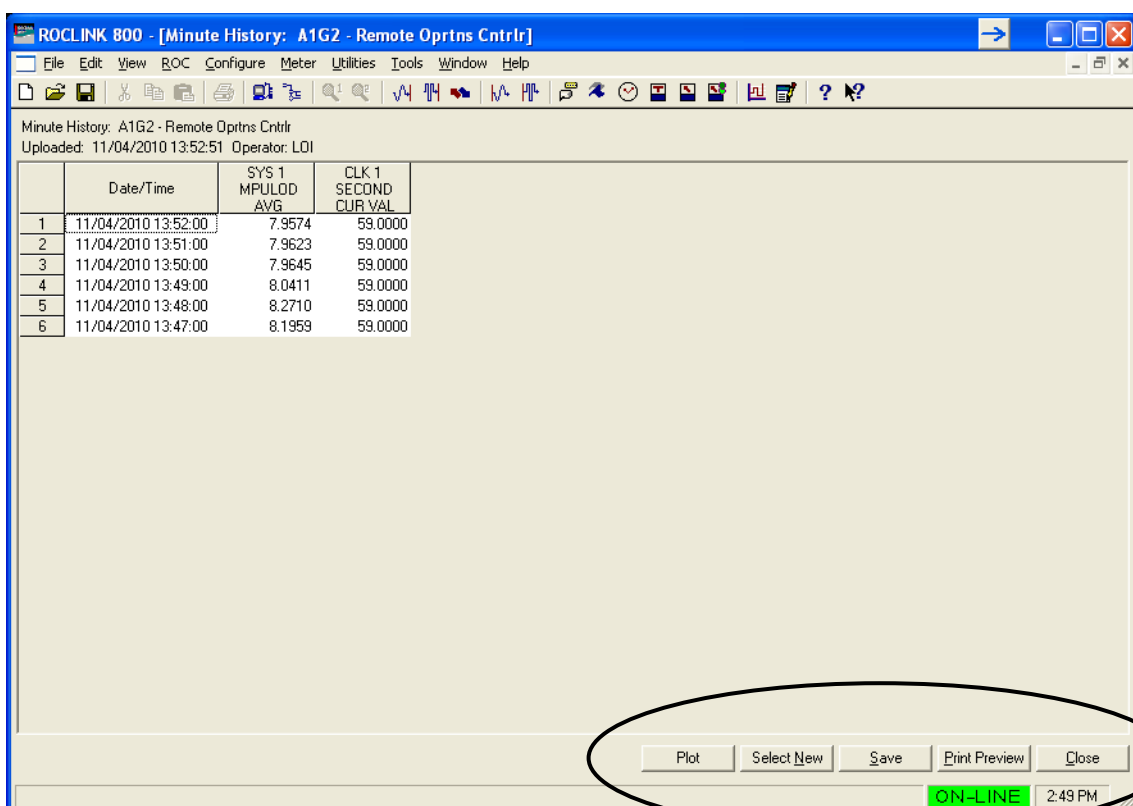 ROCLINK 800 - [Minute History: A1G2 - Remote Oprtns Cntrlr]
File Edit View ROC Configure Meter Utilities Tools Window Help
Minute History: A1G2 - Remote Oprtns Cntrlr
Uploaded: 11/04/2010 13:52:51 Operator: LOI
Date/Time SYS 1 MPULOD AVG CLK 1 SECOND CUR VAL
1 11/04/2010 13:52:00 7.9574 59.0000
2 11/04/2010 13:51:00 7.9623 59.0000
3 11/04/2010 13:50:00 7.9645 59.0000
4 11/04/2010 13:49:00 8.0411 59.0000
5 11/04/2010 13:48:00 8.2710 59.0000
6 11/04/2010 13:47:00 8.1959 59.0000
Plot Select New Save Print Preview Close
ON-LINE 2:49 PM